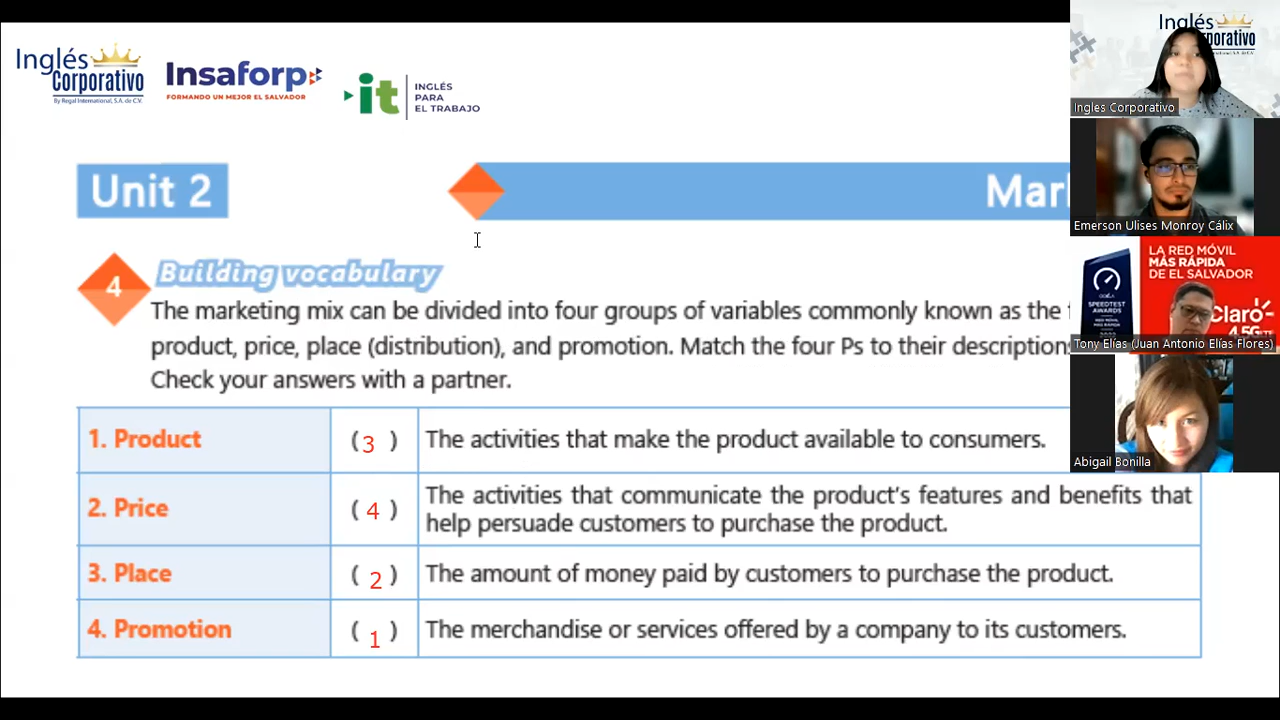 Inglés
Corporativo
By Regal International, S.A. de C.V.
Insaforp
FORMANDO UN MEJOR EL SALVADOR
it
INGLÉS
PARA
EL TRABAJO
Unit 2
4
Building vocabulary
The marketing mix can be divided into four groups of variables commonly known as the
product, price, place (distribution), and promotion. Match the four Ps to their descriptions
Check your answers with a partner.
1. Product ( 3 ) The activities that make the product available to consumers.
2. Price ( 4 ) The activities that communicate the product's features and benefits that
help persuade customers to purchase the product.
3. Place ( 2 ) The amount of money paid by customers to purchase the product.
4. Promotion ( 1 ) The merchandise or services offered by a company to its customers.
Inglés
Ingles Corporativo
Emerson Ulises Monroy Cálix
LA RED MÓVIL
MÁS RÁPIDA
DE EL SALVADOR
SPEEDTEST
AWARDS
Claro
4.5G
Tony Elías (Juan Antonio Elías Flores)
Abigail Bonilla